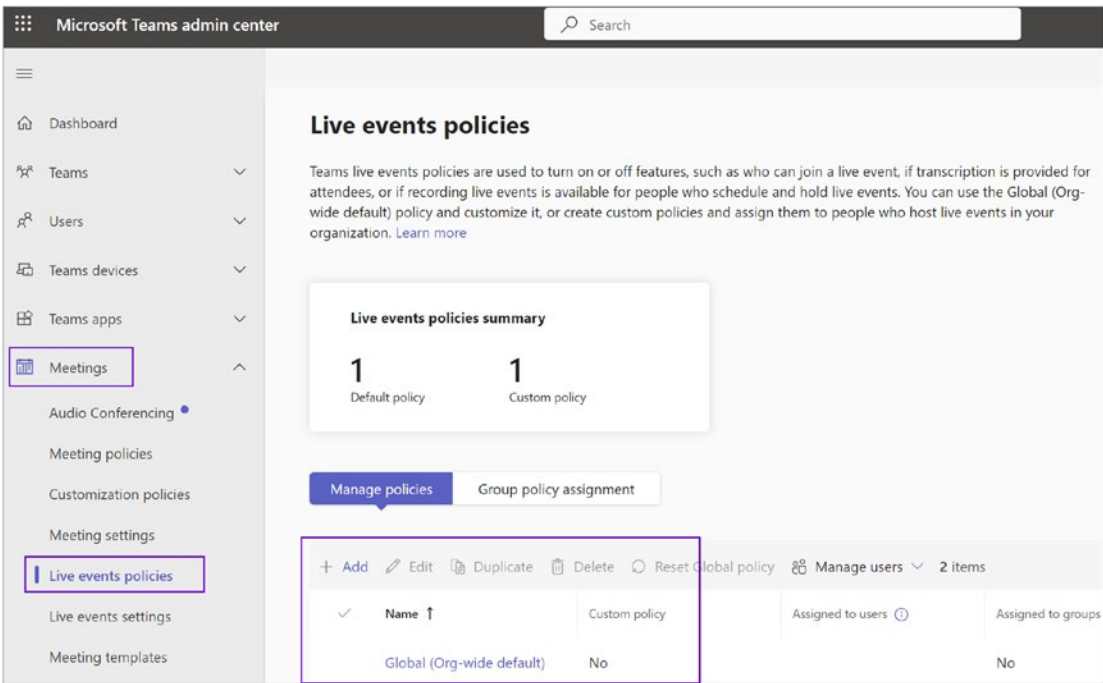 Microsoft Teams admin center
Search
Dashboard
Teams
Users
Teams devices
Teams apps
Meetings
Audio Conferencing
Meeting policies
Customization policies
Meeting settings
Live events policies
Live events settings
Meeting templates
Live events policies
Teams live events policies are used to turn on or off features, such as who can join a live event, if transcription is provided for
attendees, or if recording live events is available for people who schedule and hold live events. You can use the Global (Org-
wide default) policy and customize it, or create custom policies and assign them to people who host live events in your
organization. Learn more
Live events policies summary
1 1
Default policy Custom policy
Manage policies Group policy assignment
+ Add Edit Duplicate Delete Reset Global policy Manage users 2 items
Name ↑ Custom policy Assigned to users Assigned to groups
Global (Org-wide default) No No